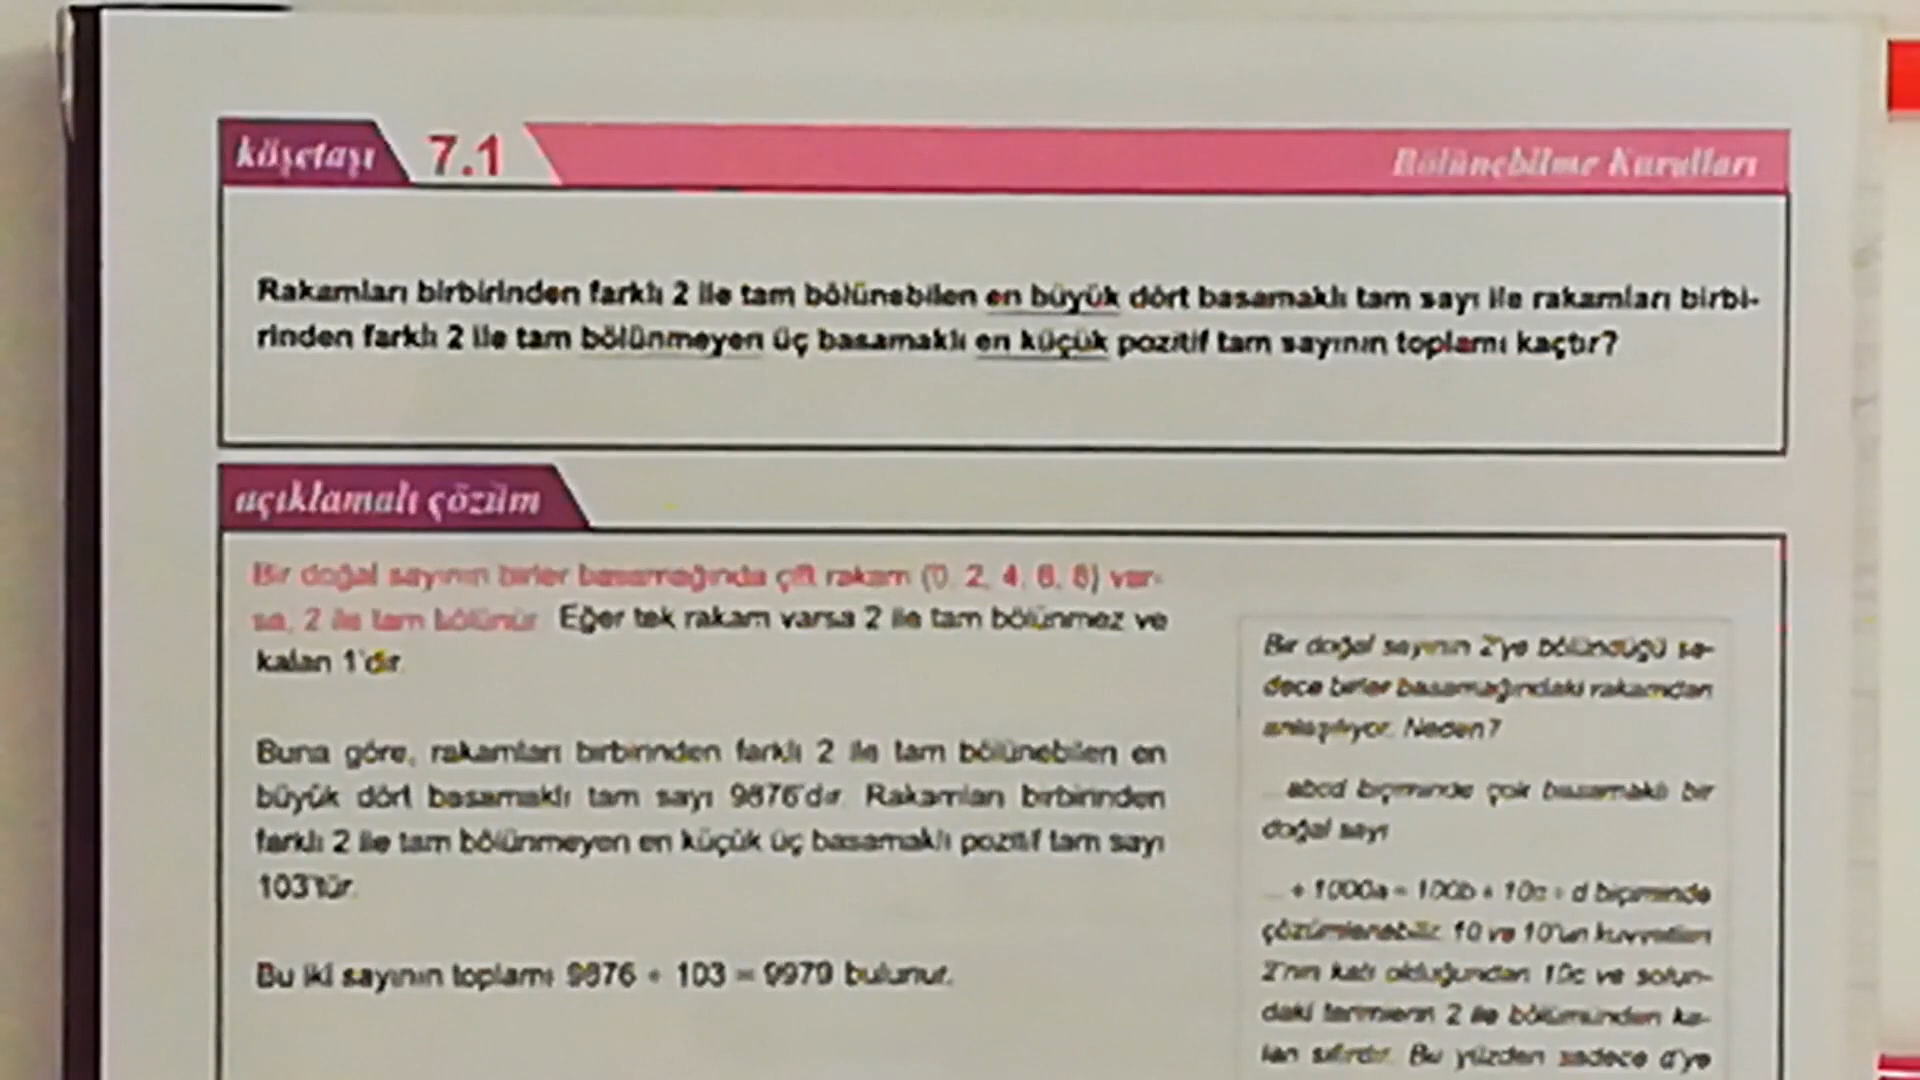 köşetaşı 7.1 Bölünebilme Kuralları
Rakamları birbirinden farklı 2 ile tam bölünebilen en büyük dört basamaklı tam sayı ile rakamları birbi-
rinden farklı 2 ile tam bölünmeyen üç basamaklı en küçük pozitif tam sayının toplamı kaçtır?
açıklamalı çözüm
Bir doğal sayının birler basamağında çift rakam (0, 2, 4, 6, 8) var-
sa, 2 ile tam bölünür. Eğer tek rakam varsa 2 ile tam bölünmez ve
kalan 1'dir.
Buna göre, rakamları birbirinden farklı 2 ile tam bölünebilen en
büyük dört basamaklı tam sayı 9876'dır. Rakamları birbirinden
farklı 2 ile tam bölünmeyen en küçük üç basamaklı pozitif tam sayı
103'tür.
Bu iki sayının toplamı 9876 + 103 = 9979 bulunur.
Bir doğal sayının 2'ye bölündüğü sa-
dece birler basamağındaki rakamdan
anlaşılıyor. Neden?
...abcd biçiminde çok basamaklı bir
doğal sayı
... + 1000a + 100b + 10c + d biçiminde
çözümlenebilir. 10 ve 10'un kuvvetleri
2'nin katı olduğundan 10c ve solun-
daki terimlerin 2 ile bölümünden ka-
lan sıfırdır. Bu yüzden sadece d'ye